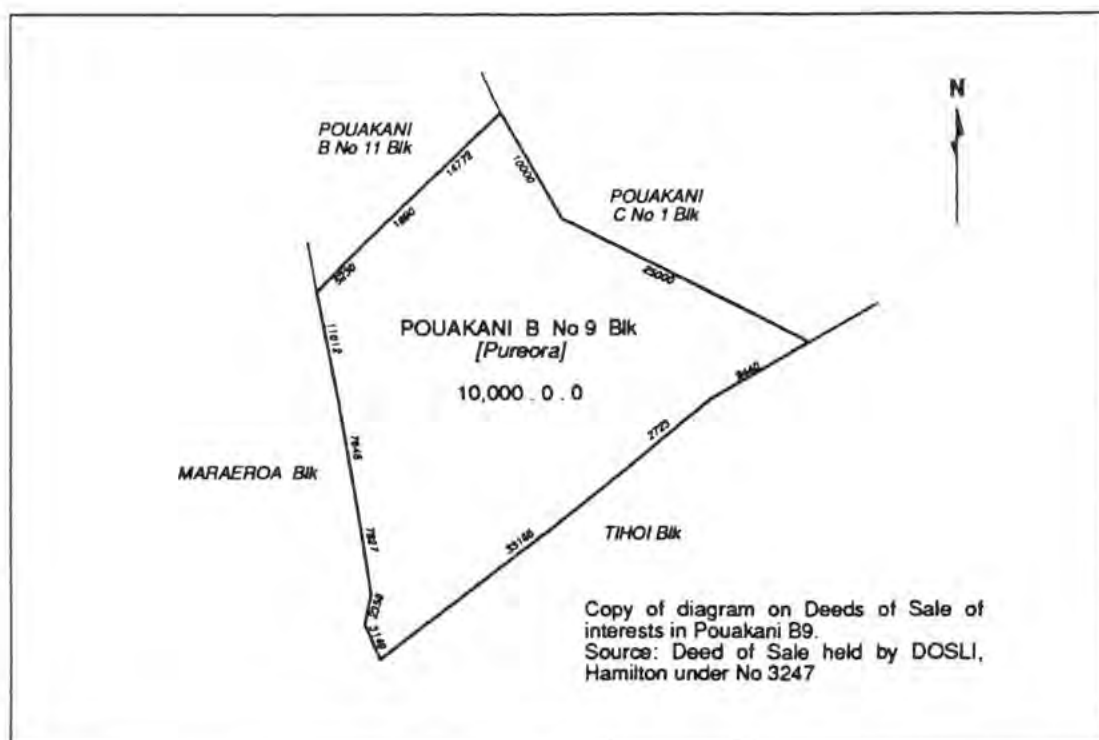 N
POUAKANI
B No 11 Blk
14772
10000
1890
POUAKANI
C No 1 Blk
5250
25000
11012
POUAKANI B No 9 Blk
[Pureora]
10,000 . 0 . 0
2723
MARAEROA Blk
7827
33146
TIHOI Blk
3148
Copy of diagram on Deeds of Sale of
interests in Pouakani B9.
Source: Deed of Sale held by DOSLI,
Hamilton under No 3247